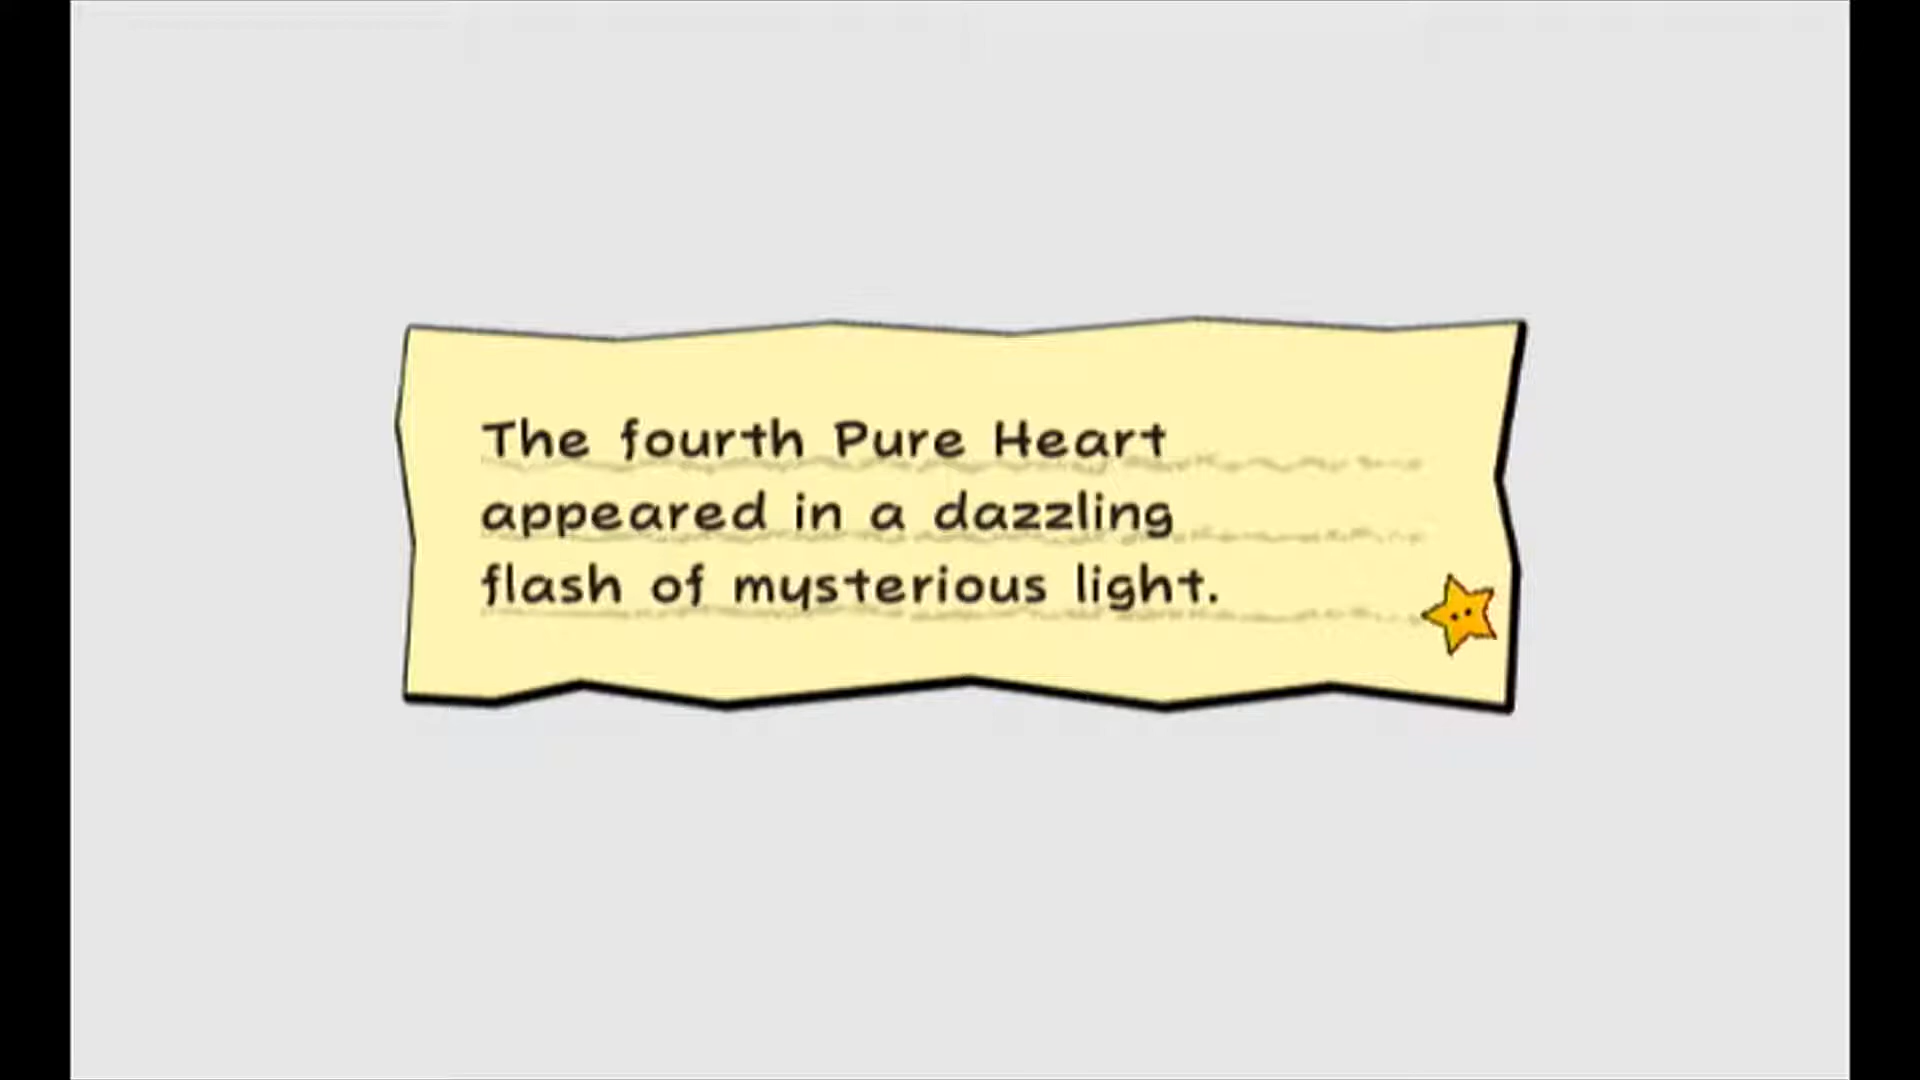 The fourth Pure Heart
appeared in a dazzling
flash of mysterious light.